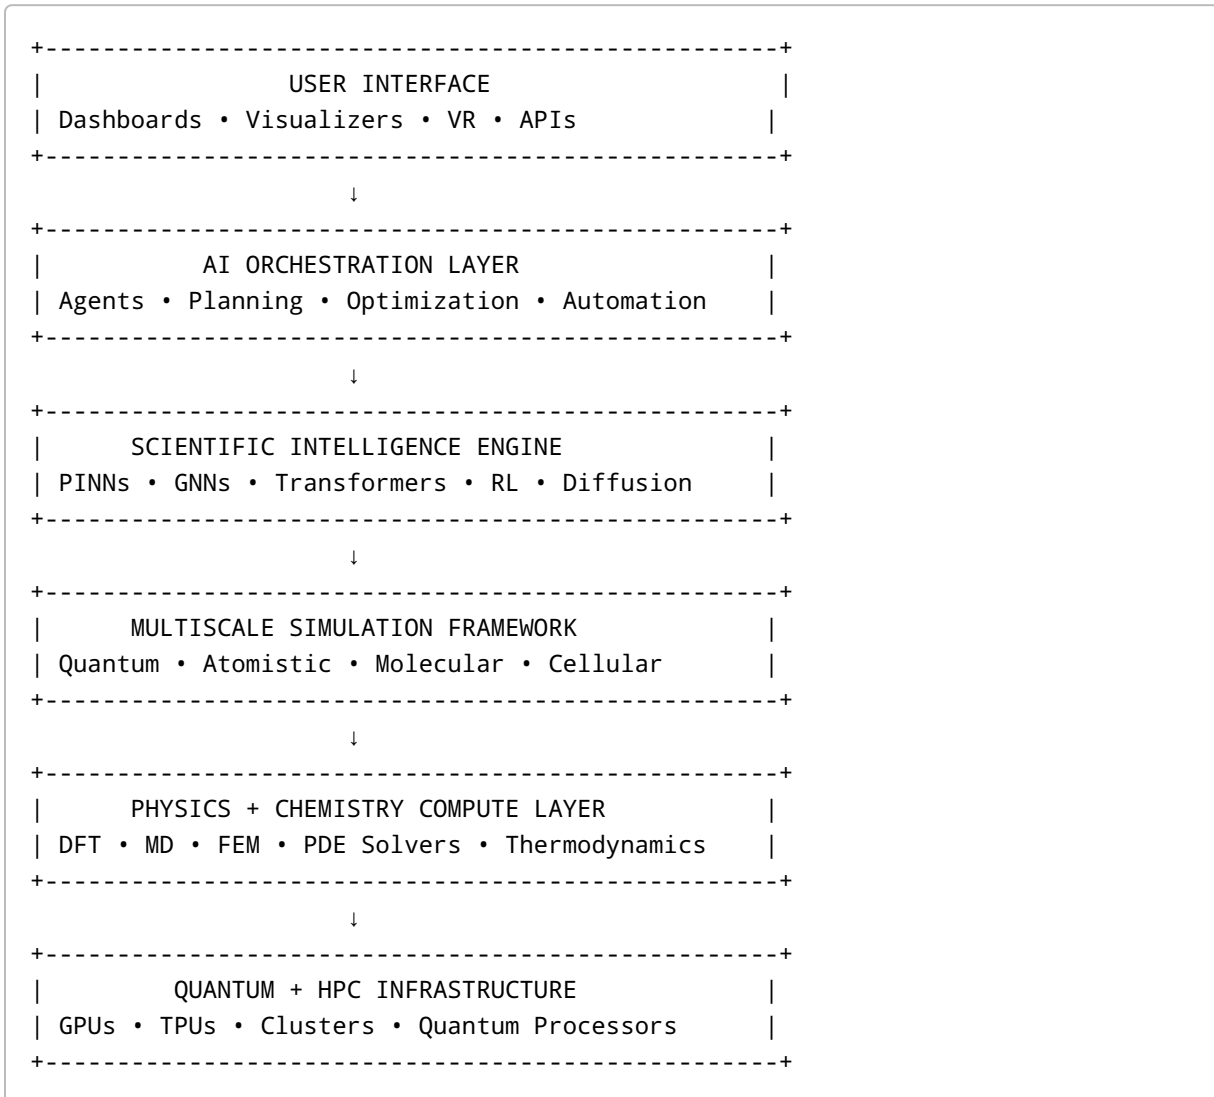 +---------------------------------------------------+
|                 USER INTERFACE                    |
| Dashboards • Visualizers • VR • APIs             |
+---------------------------------------------------+
                      ↓
+---------------------------------------------------+
|           AI ORCHESTRATION LAYER                 |
| Agents • Planning • Optimization • Automation    |
+---------------------------------------------------+
                      ↓
+---------------------------------------------------+
|      SCIENTIFIC INTELLIGENCE ENGINE              |
| PINNs • GNNs • Transformers • RL • Diffusion     |
+---------------------------------------------------+
                      ↓
+---------------------------------------------------+
|      MULTISCALE SIMULATION FRAMEWORK             |
| Quantum • Atomistic • Molecular • Cellular       |
+---------------------------------------------------+
                      ↓
+---------------------------------------------------+
|      PHYSICS + CHEMISTRY COMPUTE LAYER           |
| DFT • MD • FEM • PDE Solvers • Thermodynamics    |
+---------------------------------------------------+
                      ↓
+---------------------------------------------------+
|         QUANTUM + HPC INFRASTRUCTURE             |
| GPUs • TPUs • Clusters • Quantum Processors      |
+---------------------------------------------------+